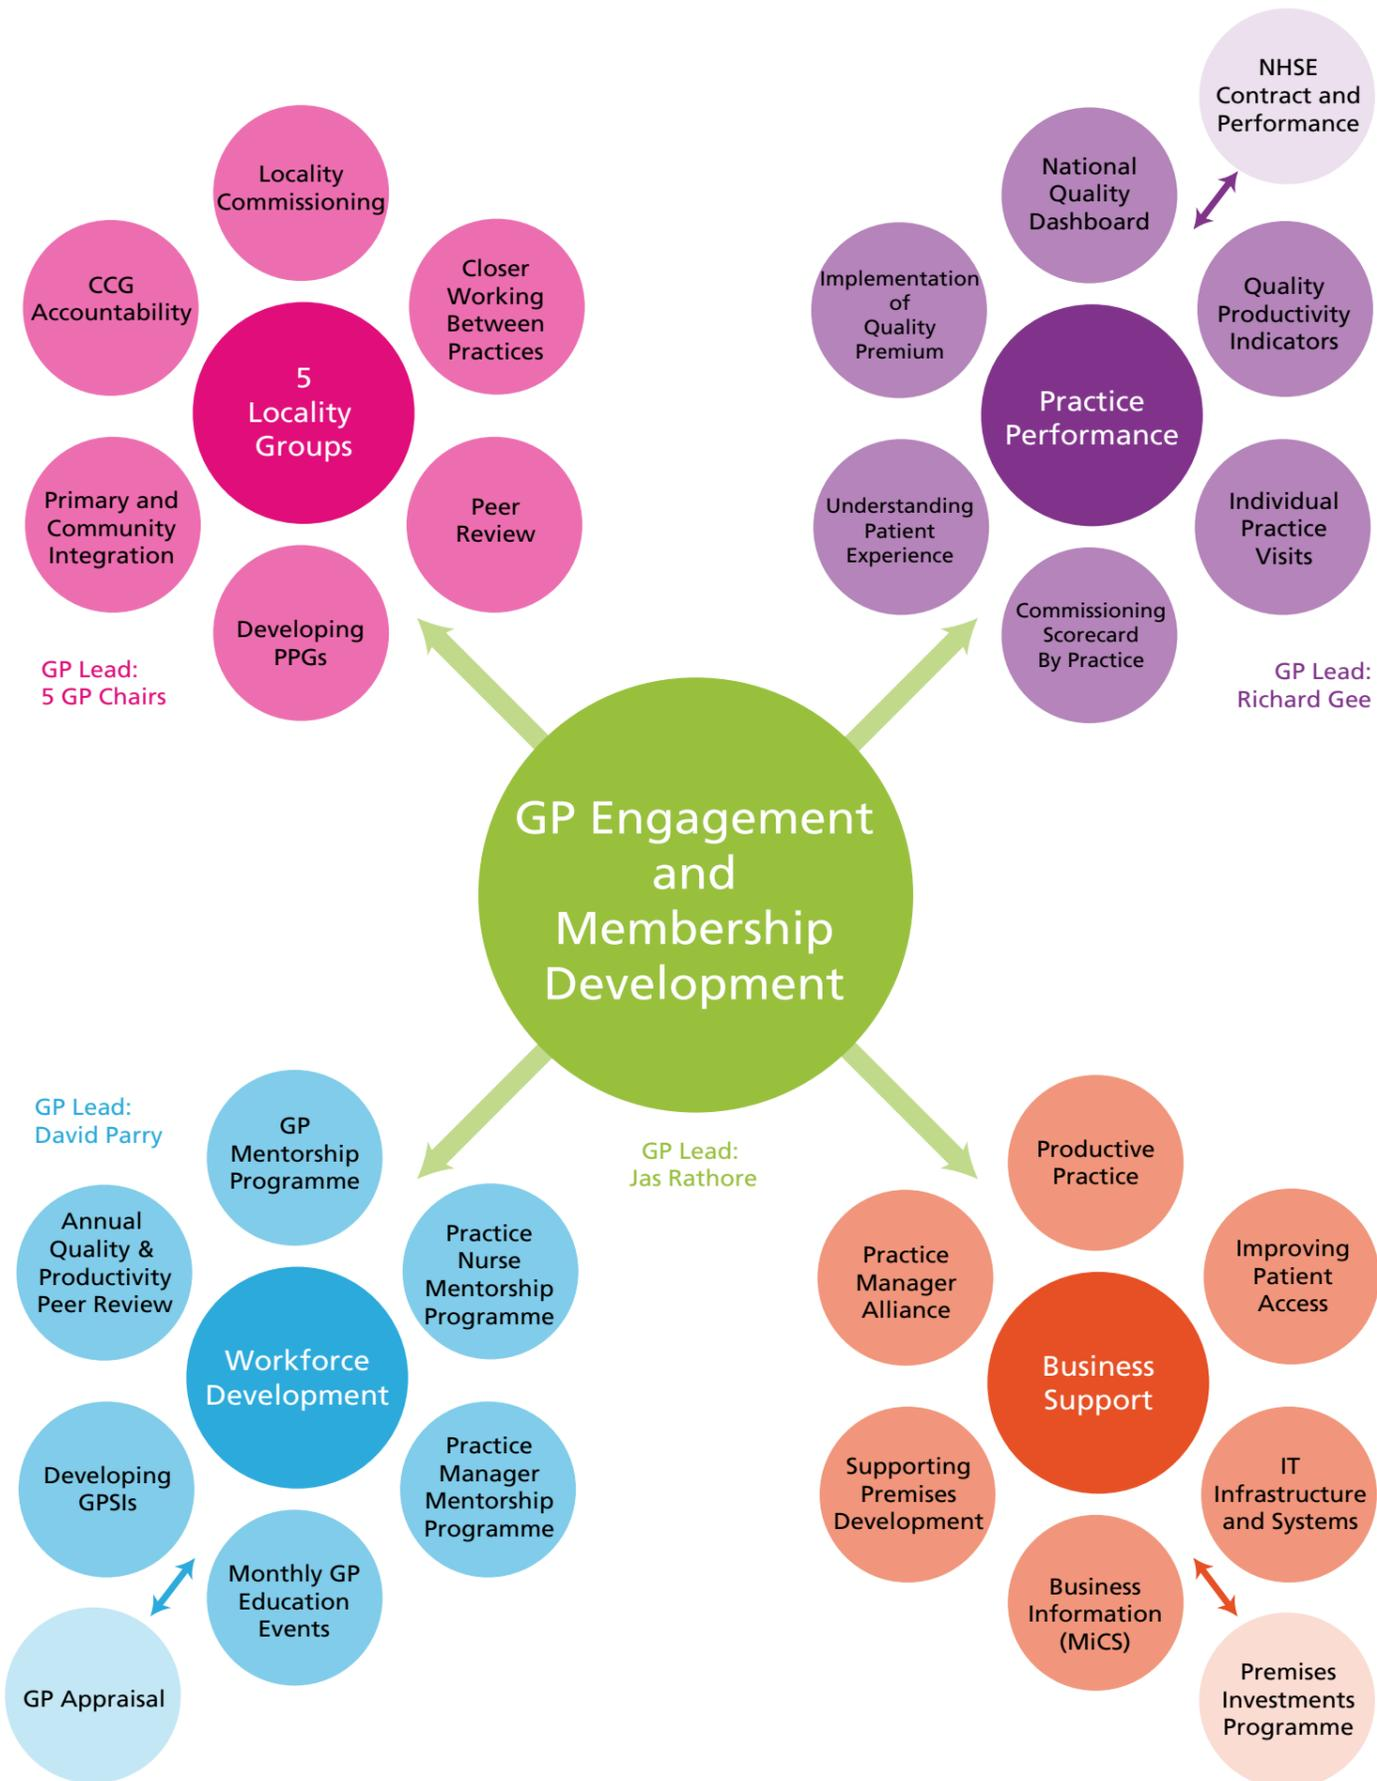 Locality
Commissioning
Closer
Working
Between
Practices
Peer
Review
Developing
PPGs
Primary and
Community
Integration
CCG
Accountability
5
Locality
Groups
GP Lead:
5 GP Chairs
NHSE
Contract and
Performance
National
Quality
Dashboard
Quality
Productivity
Indicators
Individual
Practice
Visits
Commissioning
Scorecard
By Practice
Understanding
Patient
Experience
Implementation
of
Quality
Premium
Practice
Performance
GP Lead:
Richard Gee
GP Engagement
and
Membership
Development
GP Lead:
Jas Rathore
GP Lead:
David Parry
GP
Mentorship
Programme
Practice
Nurse
Mentorship
Programme
Practice
Manager
Mentorship
Programme
Monthly GP
Education
Events
Developing
GPSIs
Annual
Quality &
Productivity
Peer Review
Workforce
Development
GP Appraisal
Productive
Practice
Improving
Patient
Access
IT
Infrastructure
and Systems
Business
Information
(MiCS)
Supporting
Premises
Development
Practice
Manager
Alliance
Business
Support
Premises
Investments
Programme